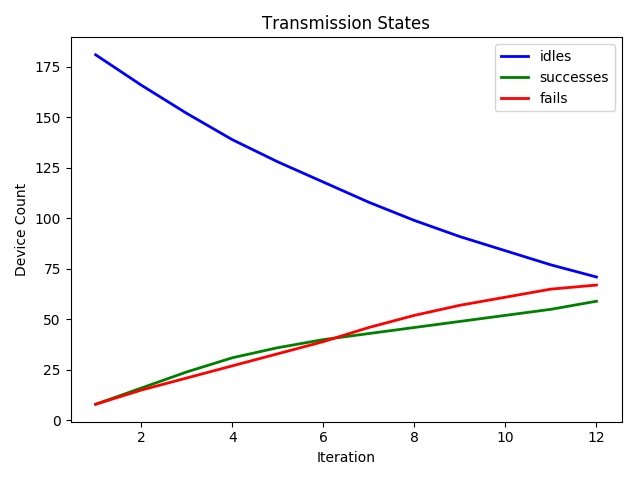 Transmission States
idles
successes
fails
Device Count
175
150
125
100
75
50
25
0
2
4
6
8
10
12
Iteration